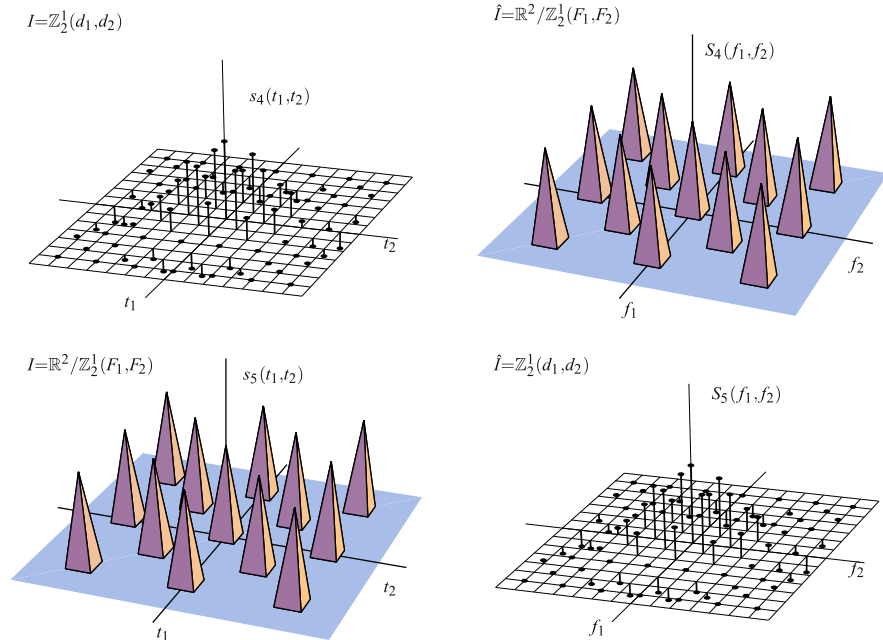 I=ℤ₂¹(d₁,d₂)
s₄(t₁,t₂)
t₂
t₁
Î=ℝ²/ℤ₂¹(F₁,F₂)
S₄(f₁,f₂)
f₂
f₁
I=ℝ²/ℤ₂¹(F₁,F₂)
s₅(t₁,t₂)
t₂
t₁
Î=ℤ₂¹(d₁,d₂)
S₅(f₁,f₂)
f₂
f₁